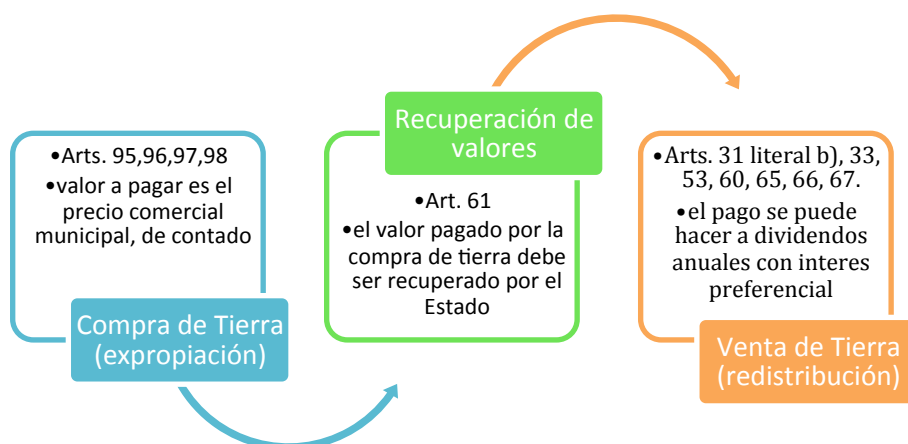 •Arts. 95,96,97,98
•valor a pagar es el
precio comercial
municipal, de contado
Compra de Tierra
(expropiación)
Recuperación de
valores
•Art. 61
•el valor pagado por la
compra de tierra debe
ser recuperado por el
Estado
•Arts. 31 literal b), 33,
53, 60, 65, 66, 67.
•el pago se puede
hacer a dividendos
anuales con interes
preferencial
Venta de Tierra
(redistribución)